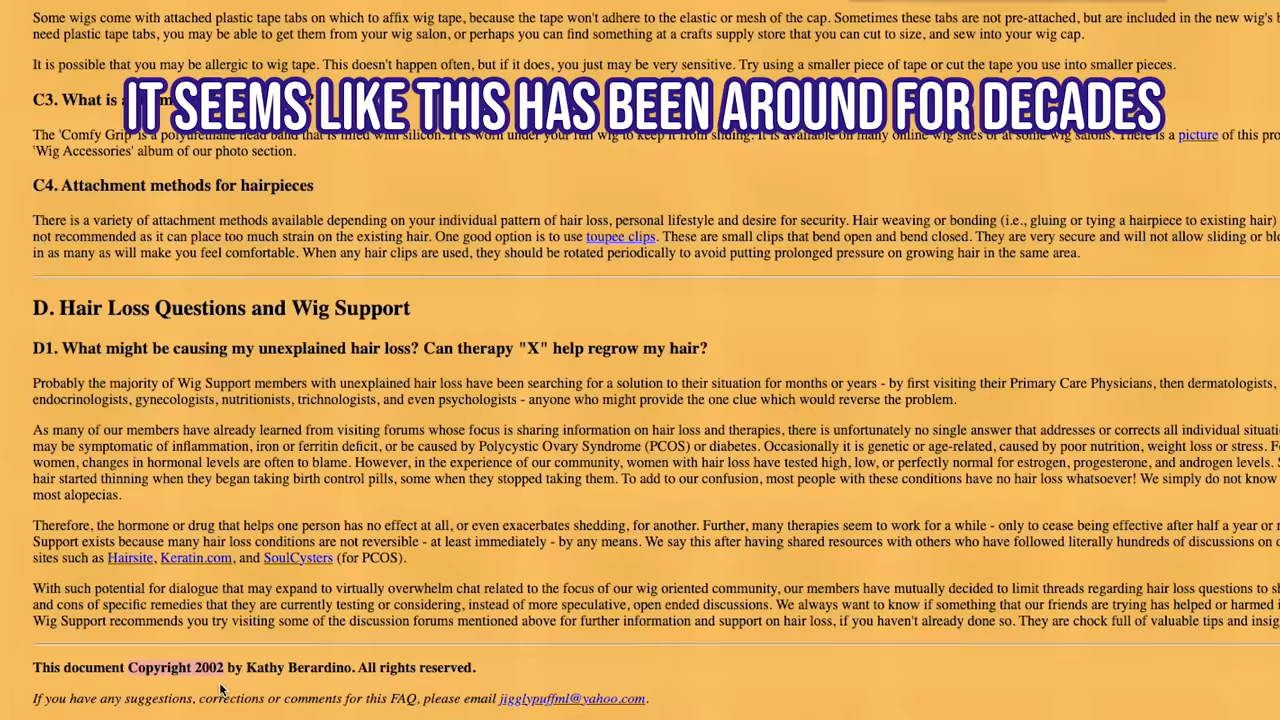 Some wigs come with attached plastic tape tabs on which to affix wig tape, because the tape won't adhere to the elastic or mesh of the cap. Sometimes these tabs are not pre-attached, but are included in the new wig's
need plastic tape tabs, you may be able to get them from your wig salon, or perhaps you can find something at a crafts supply store that you can cut to size, and sew into your wig cap.
It is possible that you may be allergic to wig tape. This doesn't happen often, but if it does, you just may be very sensitive. Try using a smaller piece of tape or cut the tape you use into smaller pieces.
IT SEEMS LIKE THIS HAS BEEN AROUND FOR DECADES
C3. What is
The 'Comfy Grip' is a polyurethane head band that is lined with silicon. It is worn under your full wig to keep it from sliding. It is available on many online wig sites or at some wig salons. There is a picture of this
'Wig Accessories' album of our photo section.
C4. Attachment methods for hairpieces
There is a variety of attachment methods available depending on your individual pattern of hair loss, personal lifestyle and desire for security. Hair weaving or bonding (i.e., gluing or tying a hairpiece to existing hair)
not recommended as it can place too much strain on the existing hair. One good option is to use toupee clips. These are small clips that bend open and bend closed. They are very secure and will not allow sliding or
in as many as will make you feel comfortable. When any hair clips are used, they should be rotated periodically to avoid putting prolonged pressure on growing hair in the same area.
D. Hair Loss Questions and Wig Support
D1. What might be causing my unexplained hair loss? Can therapy "X" help regrow my hair?
Probably the majority of Wig Support members with unexplained hair loss have been searching for a solution to their situation for months or years - by first visiting their Primary Care Physicians, then dermatologists,
endocrinologists, gynecologists, nutritionists, trichnologists, and even psychologists - anyone who might provide the one clue which would reverse the problem.
As many of our members have already learned from visiting forums whose focus is sharing information on hair loss and therapies, there is unfortunately no single answer that addresses or corrects all individual
may be symptomatic of inflammation, iron or ferritin deficit, or be caused by Polycystic Ovary Syndrome (PCOS) or diabetes. Occasionally it is genetic or age-related, caused by poor nutrition, weight loss or stress.
women, changes in hormonal levels are often to blame. However, in the experience of our community, women with hair loss have tested high, low, or perfectly normal for estrogen, progesterone, and androgen levels.
hair started thinning when they began taking birth control pills, some when they stopped taking them. To add to our confusion, most people with these conditions have no hair loss whatsoever! We simply do not know
most alopecias.
Therefore, the hormone or drug that helps one person has no effect at all, or even exacerbates shedding, for another. Further, many therapies seem to work for a while - only to cease being effective after half a year or
Support exists because many hair loss conditions are not reversible - at least immediately - by any means. We say this after having shared resources with others who have followed literally hundreds of discussions on
sites such as Hairsite, Keratin.com, and SoulCysters (for PCOS).
With such potential for dialogue that may expand to virtually overwhelm chat related to the focus of our wig oriented community, our members have mutually decided to limit threads regarding hair loss questions to
and cons of specific remedies that they are currently testing or considering, instead of more speculative, open ended discussions. We always want to know if something that our friends are trying has helped or harmed
Wig Support recommends you try visiting some of the discussion forums mentioned above for further information and support on hair loss, if you haven't already done so. They are chock full of valuable tips and
This document Copyright 2002 by Kathy Berardino. All rights reserved.
If you have any suggestions, corrections or comments for this FAQ, please email jigglypuffml@yahoo.com.